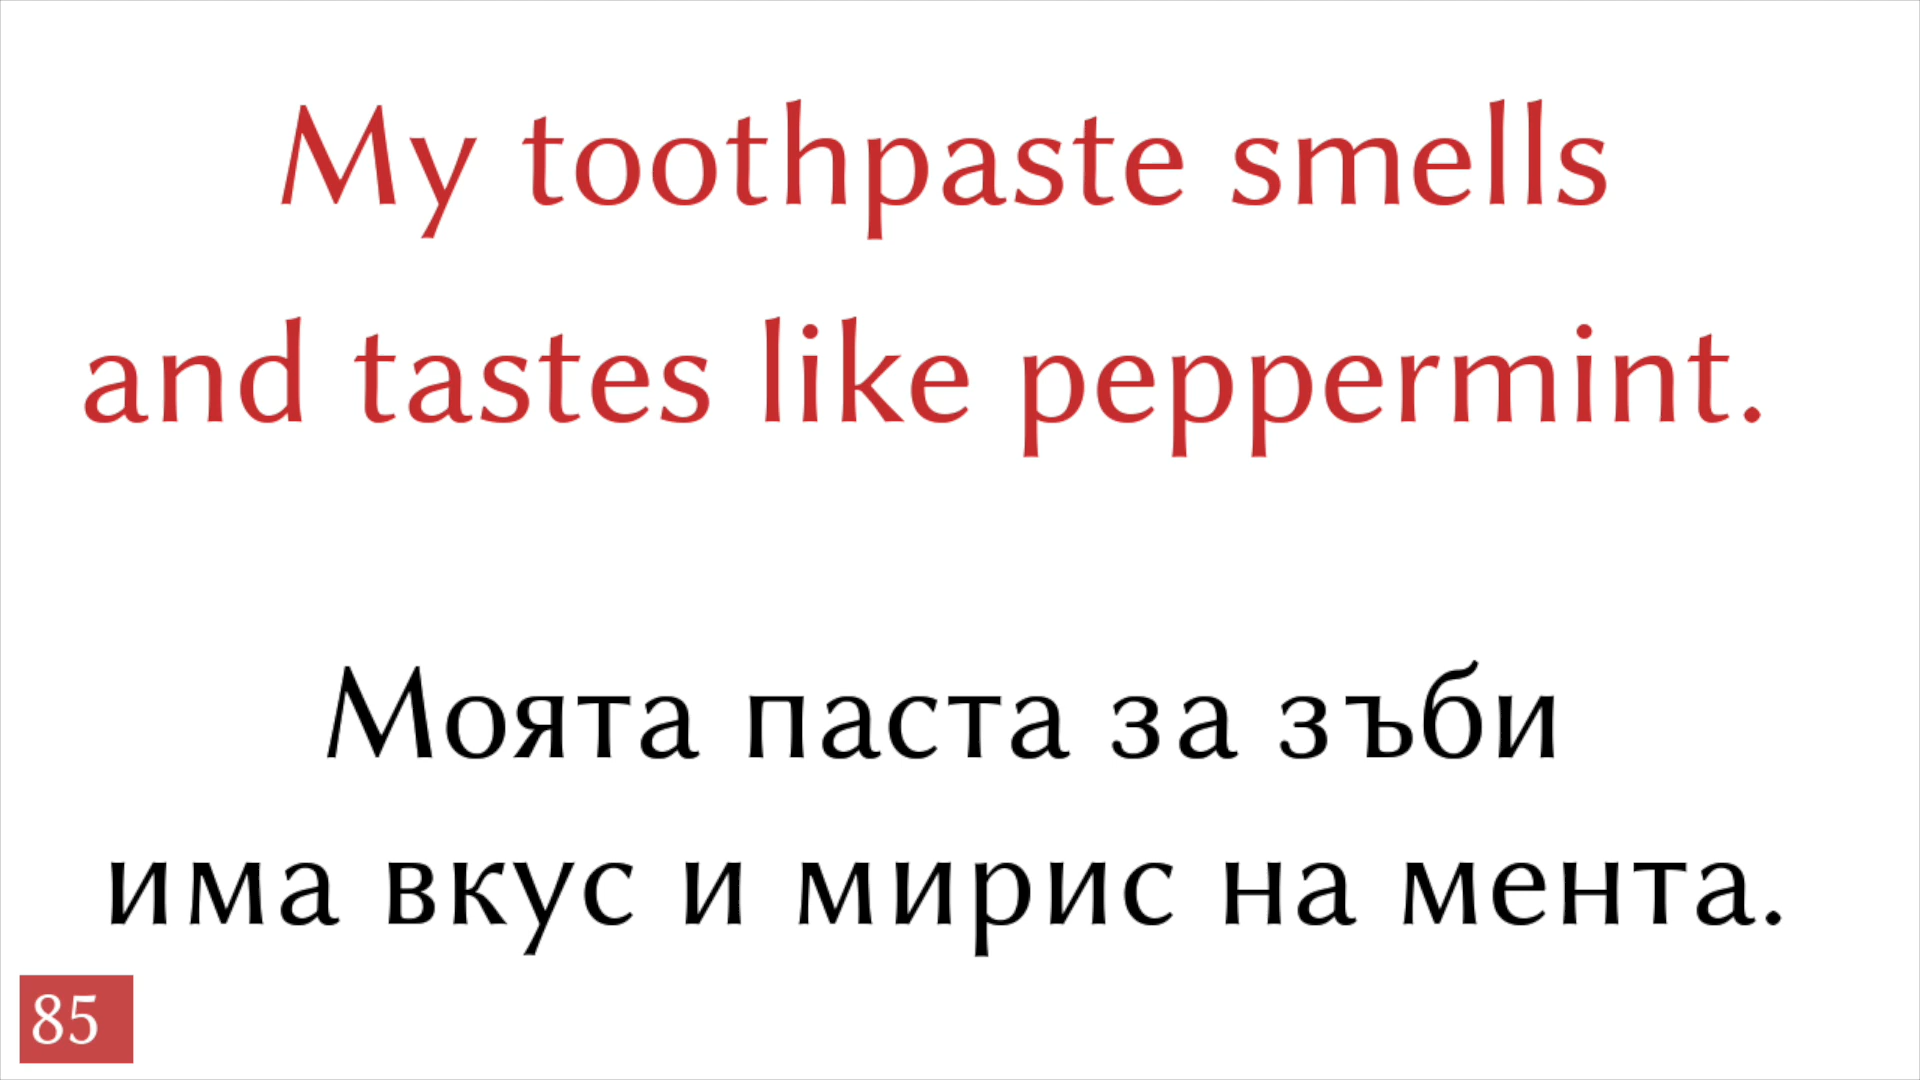 My toothpaste smells
and tastes like peppermint.
Моята паста за зъби
има вкус и мирис на мента.
85